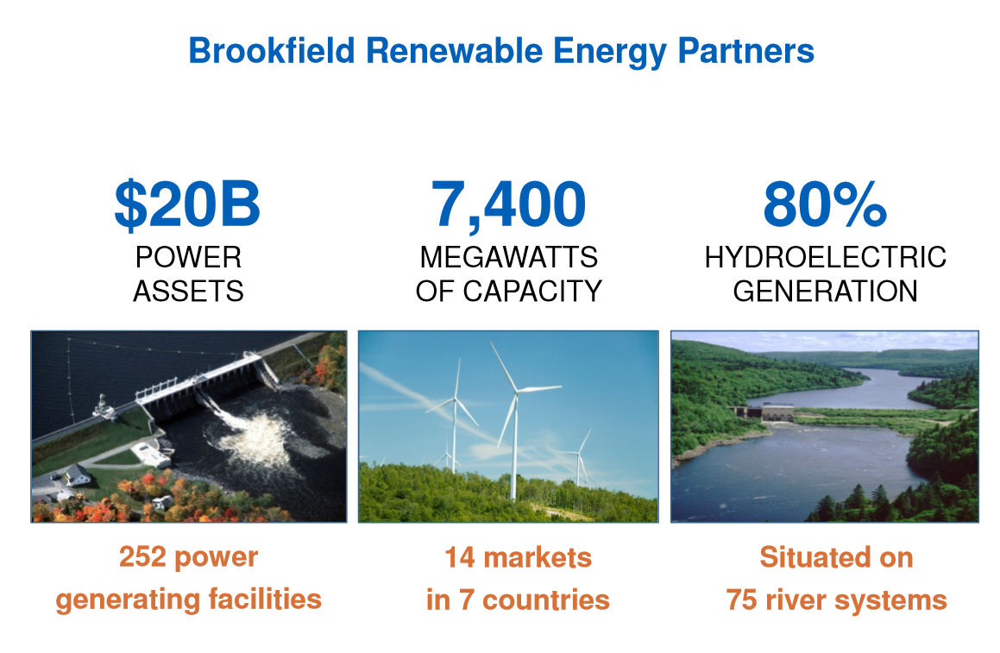 Brookfield Renewable Energy Partners
$20B
POWER
ASSETS
7,400
MEGAWATTS
OF CAPACITY
80%
HYDROELECTRIC
GENERATION
252 power
generating facilities
14 markets
in 7 countries
Situated on
75 river systems